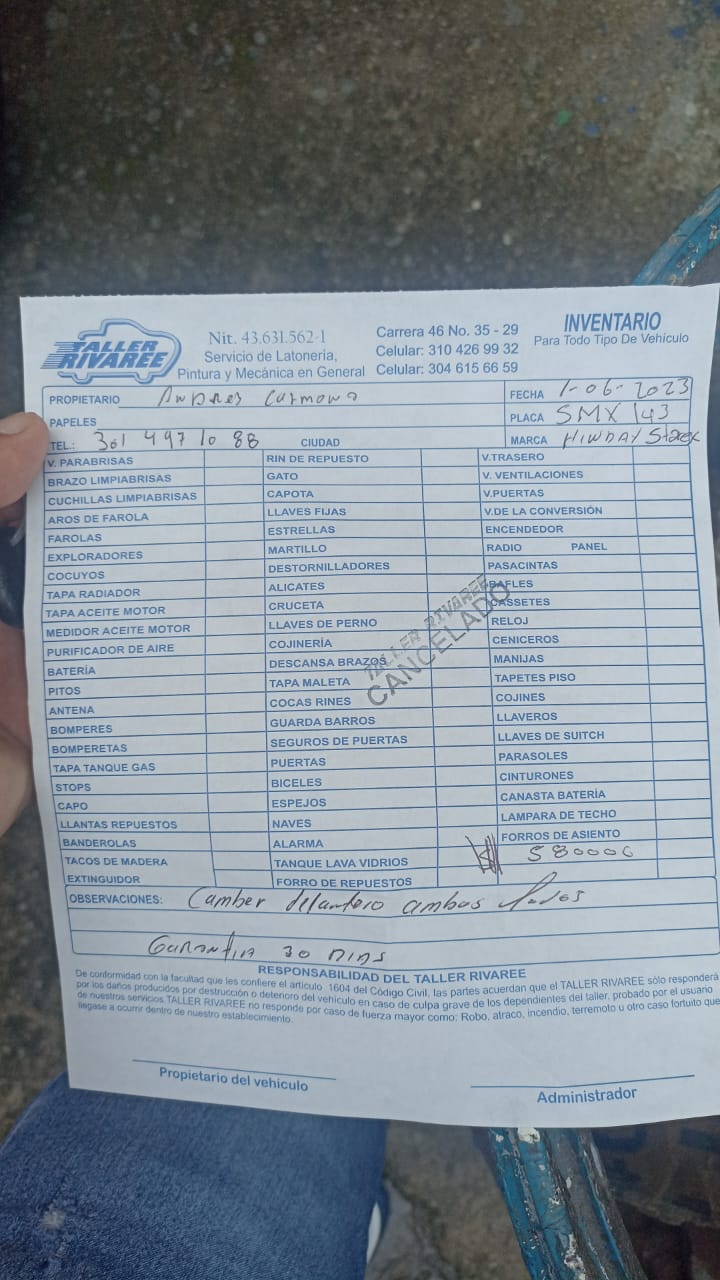 TALLER RIVAREE
Nit. 43.631.562-1
Servicio de Latoneria,
Pintura y Mecánica en General
Carrera 46 No. 35 - 29
Celular: 310 426 99 32
Celular: 304 615 66 59
INVENTARIO
Para Todo Tipo De Vehículo
PROPIETARIO Andres Carmona FECHA 1-06-2023
PAPELES PLACA SMX 143
TEL.: 301 497 10 88 CIUDAD MARCA HIWDAY Starex
V. PARABRISAS RIN DE REPUESTO V.TRASERO
BRAZO LIMPIABRISAS GATO V. VENTILACIONES
CUCHILLAS LIMPIABRISAS CAPOTA V.PUERTAS
AROS DE FAROLA LLAVES FIJAS V.DE LA CONVERSIÓN
FAROLAS ESTRELLAS ENCENDEDOR
EXPLORADORES MARTILLO RADIO PANEL
COCUYOS DESTORNILLADORES PASACINTAS
TAPA RADIADOR ALICATES BAFLES
TAPA ACEITE MOTOR CRUCETA CASSETES
MEDIDOR ACEITE MOTOR LLAVES DE PERNO RELOJ
PURIFICADOR DE AIRE COJINERÍA CENICEROS
BATERÍA DESCANSA BRAZOS MANIJAS
PITOS TAPA MALETA TAPETES PISO
ANTENA COCAS RINES COJINES
BOMPERES GUARDA BARROS LLAVEROS
BOMPERETAS SEGUROS DE PUERTAS LLAVES DE SUITCH
TAPA TANQUE GAS PUERTAS PARASOLES
STOPS BICELES CINTURONES
CAPO ESPEJOS CANASTA BATERÍA
LLANTAS REPUESTOS NAVES LAMPARA DE TECHO
BANDEROLAS ALARMA FORROS DE ASIENTO
TACOS DE MADERA TANQUE LAVA VIDRIOS $ 580000
EXTINGUIDOR FORRO DE REPUESTOS
TALLER RIVAREE
CANCELADO
OBSERVACIONES: Camber delantero ambos lados
Garantia 30 Dias
RESPONSABILIDAD DEL TALLER RIVAREE
De conformidad con la facultad que les confiere el articulo 1604 del Código Civil, las partes acuerdan que el TALLER RIVAREE sólo responderá
por los daños producidos por destrucción o deterioro del vehículo en caso de culpa grave de los dependientes del taller, probado por el usuario
de nuestros servicios.TALLER RIVAREE no responde por caso de fuerza mayor como: Robo, atraco, incendio, terremoto u otro caso fortuito que
llegase a ocurrir dentro de nuestro establecimiento.
Propietario del vehículo
Administrador